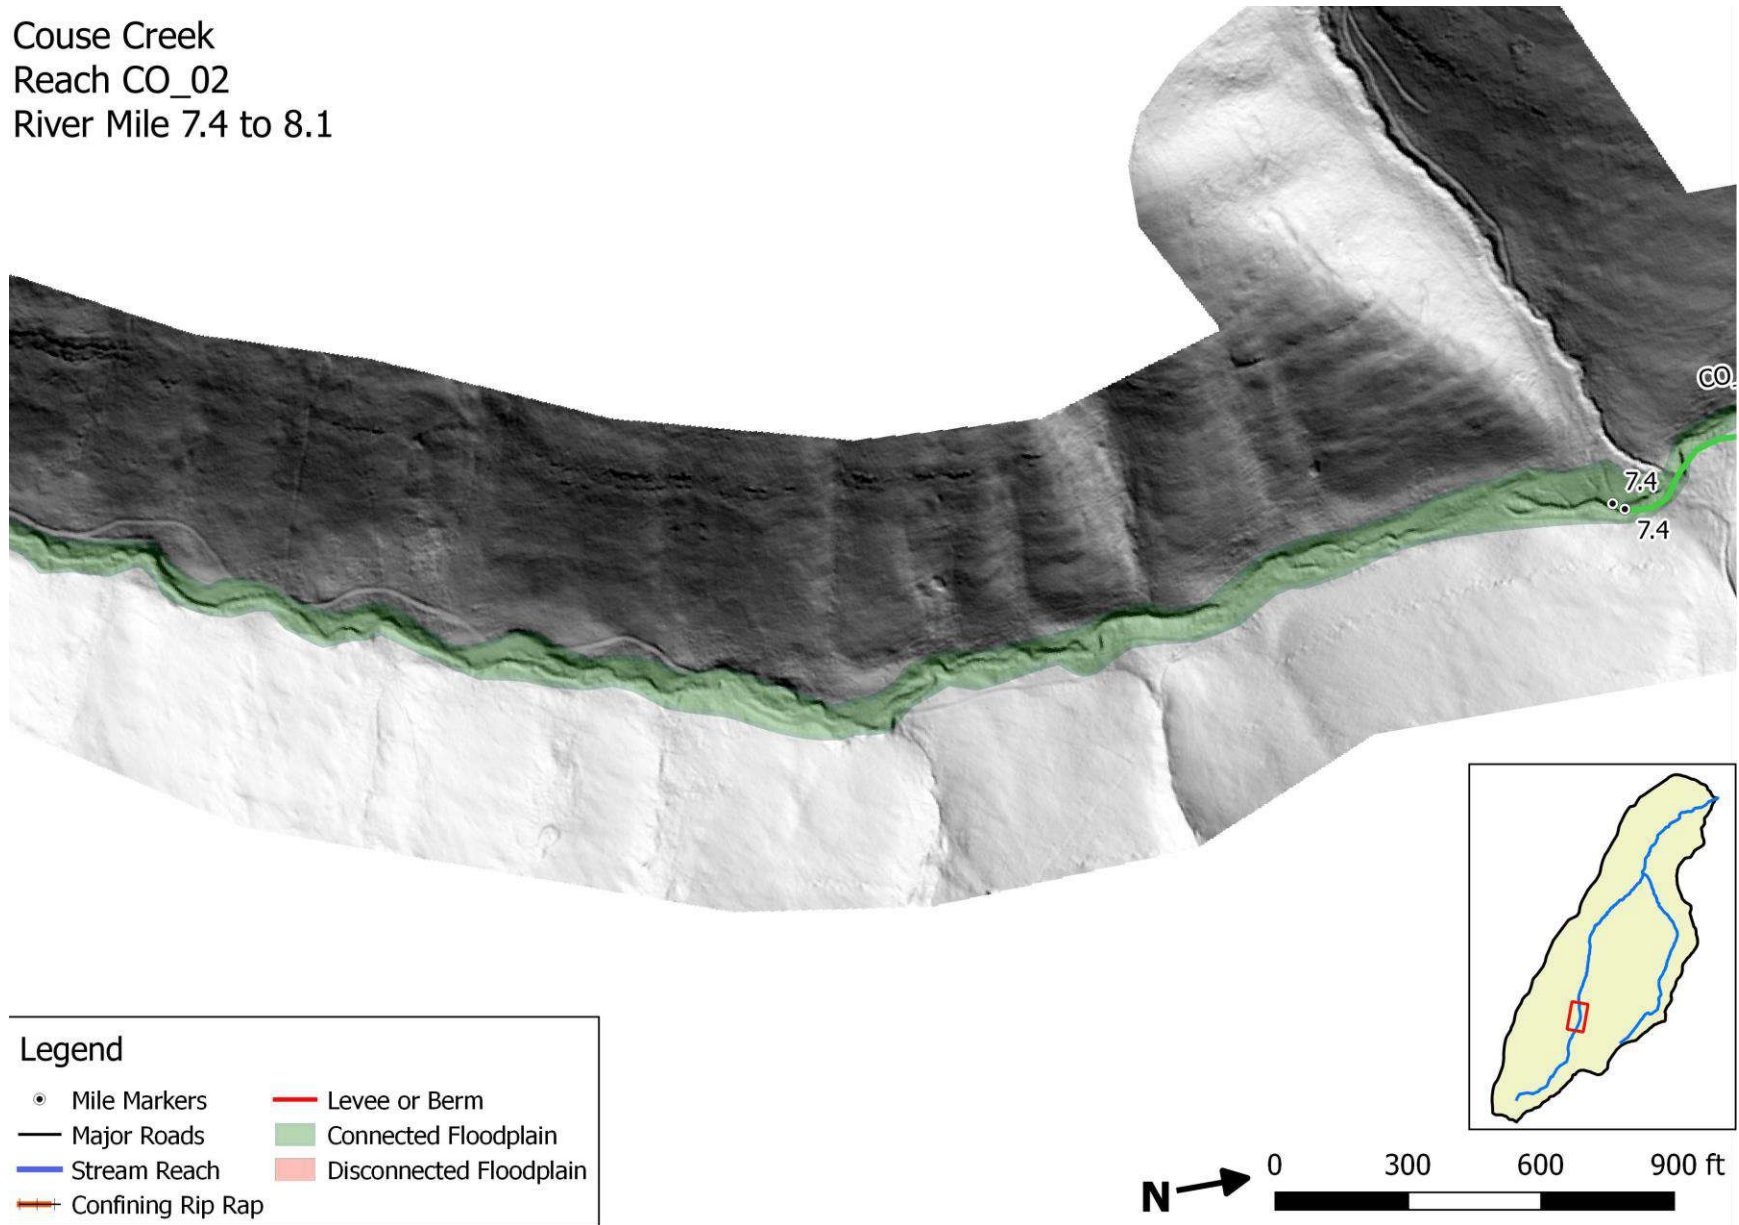 Couse Creek
Reach CO_02
River Mile 7.4 to 8.1
CO_
7.4
7.4
Legend
Mile Markers
Major Roads
Stream Reach
Confining Rip Rap
Levee or Berm
Connected Floodplain
Disconnected Floodplain
N
0 300 600 900 ft